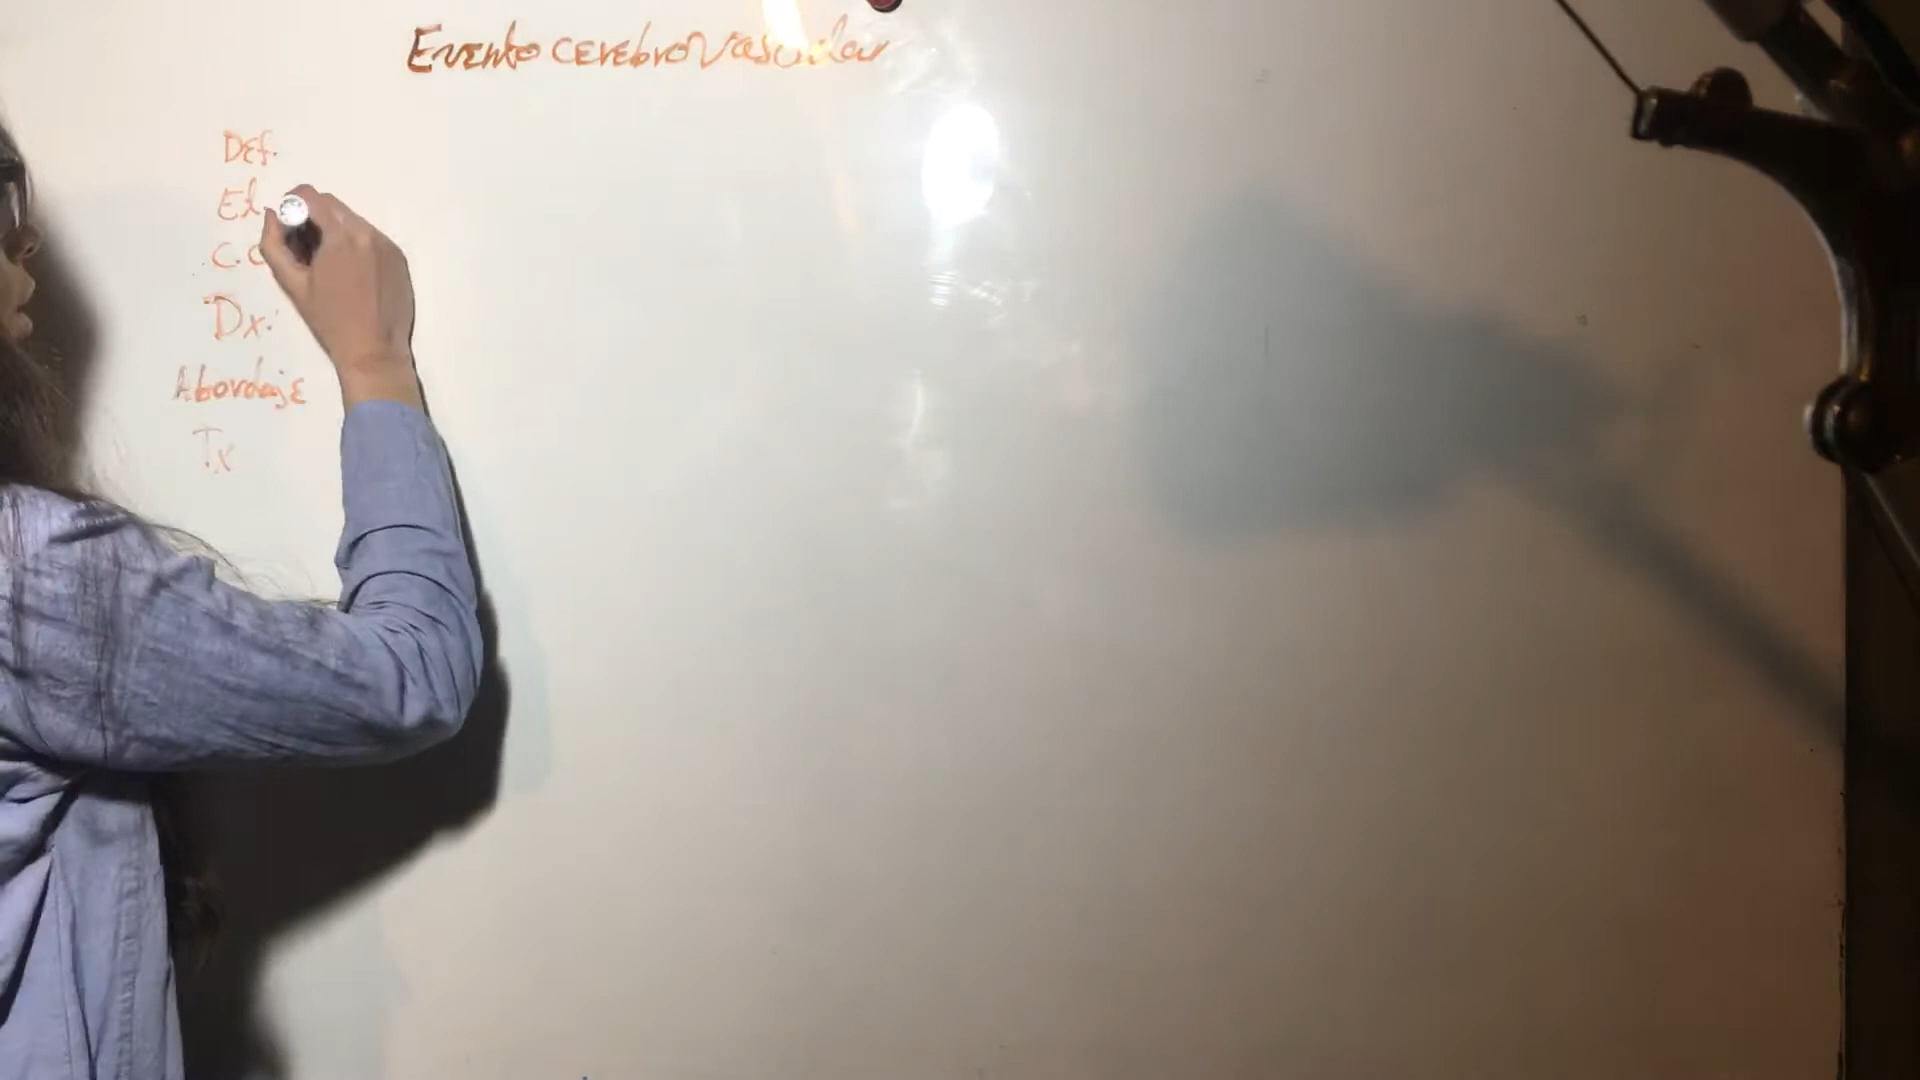 Evento cerebrovascular
Def.
C.C
Dx.
Abordaje
Tx